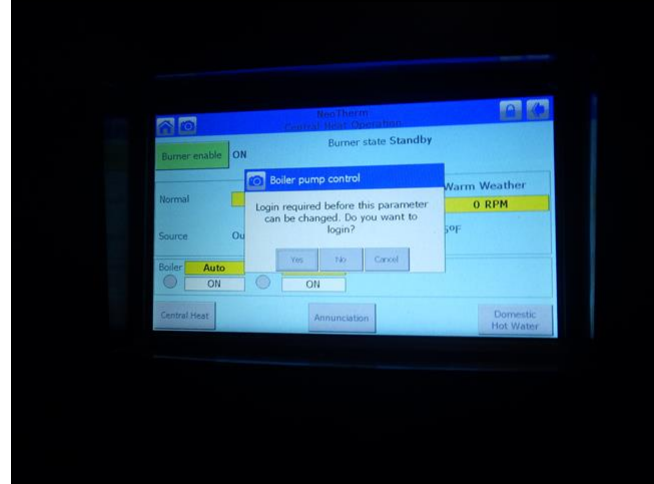 NeoTherm
Central Heat Operation
Burner state Standby
Burner enable ON
Boiler pump control
Warm Weather
Normal
0 RPM
Login required before this parameter
can be changed. Do you want to
login?
Source
5ºF
Yes No Cancel
Boiler Auto
ON ON
Central Heat
Annunciation
Domestic
Hot Water